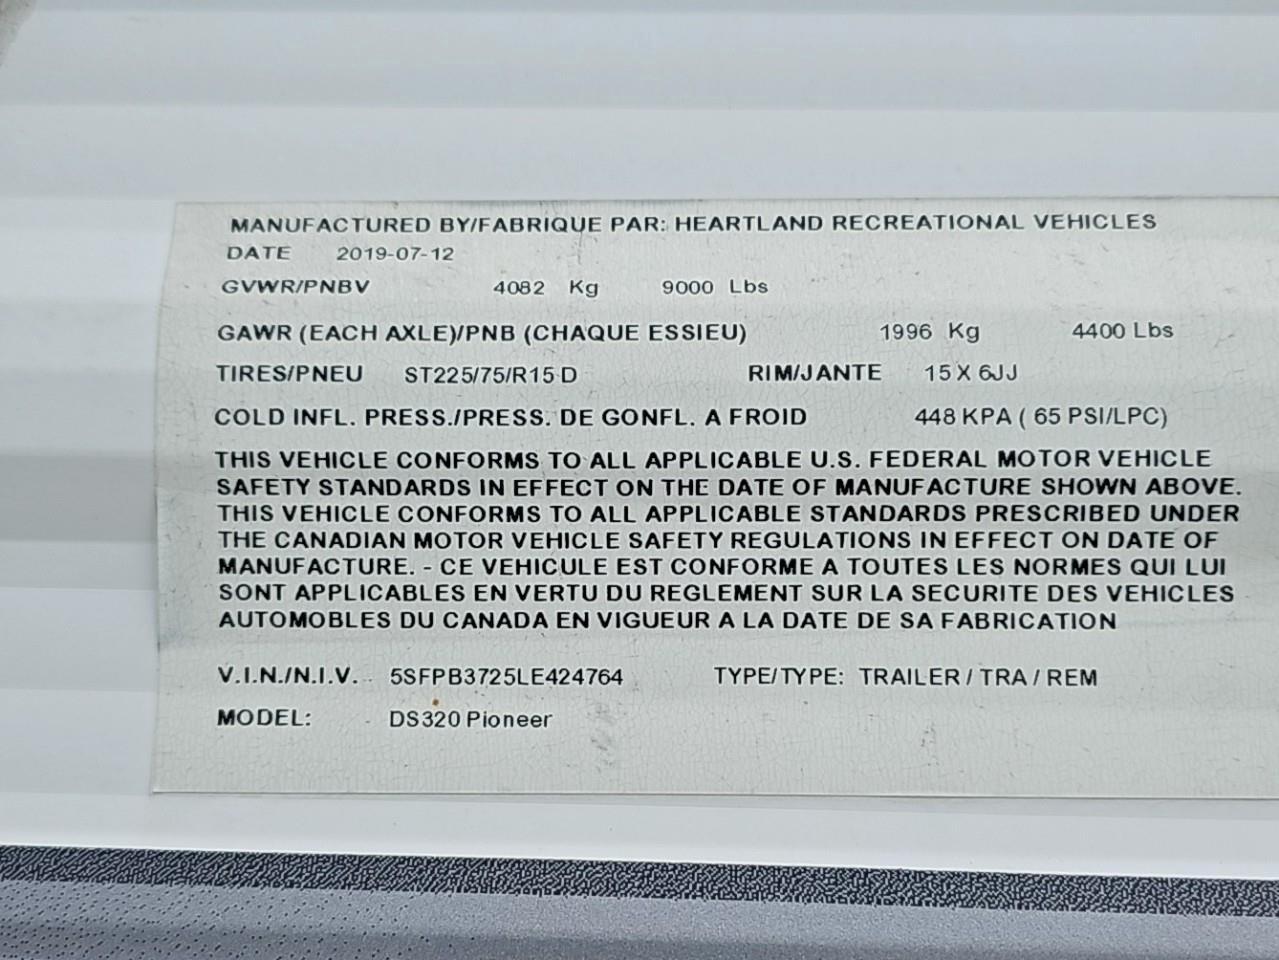 MANUFACTURED BY/FABRIQUE PAR: HEARTLAND RECREATIONAL VEHICLES
DATE 2019-07-12
GVWR/PNBV 4082 Kg 9000 Lbs
GAWR (EACH AXLE)/PNB (CHAQUE ESSIEU) 1996 Kg 4400 Lbs
TIRES/PNEU ST225/75/R15 D RIM/JANTE 15 X 6JJ
COLD INFL. PRESS./PRESS. DE GONFL. A FROID 448 KPA ( 65 PSI/LPC)
THIS VEHICLE CONFORMS TO ALL APPLICABLE U.S. FEDERAL MOTOR VEHICLE
SAFETY STANDARDS IN EFFECT ON THE DATE OF MANUFACTURE SHOWN ABOVE.
THIS VEHICLE CONFORMS TO ALL APPLICABLE STANDARDS PRESCRIBED UNDER
THE CANADIAN MOTOR VEHICLE SAFETY REGULATIONS IN EFFECT ON DATE OF
MANUFACTURE. - CE VEHICULE EST CONFORME A TOUTES LES NORMES QUI LUI
SONT APPLICABLES EN VERTU DU REGLEMENT SUR LA SECURITE DES VEHICLES
AUTOMOBLES DU CANADA EN VIGUEUR A LA DATE DE SA FABRICATION
V.I.N./N.I.V. 5SFPB3725LE424764 TYPE/TYPE: TRAILER / TRA / REM
MODEL: DS320 Pioneer